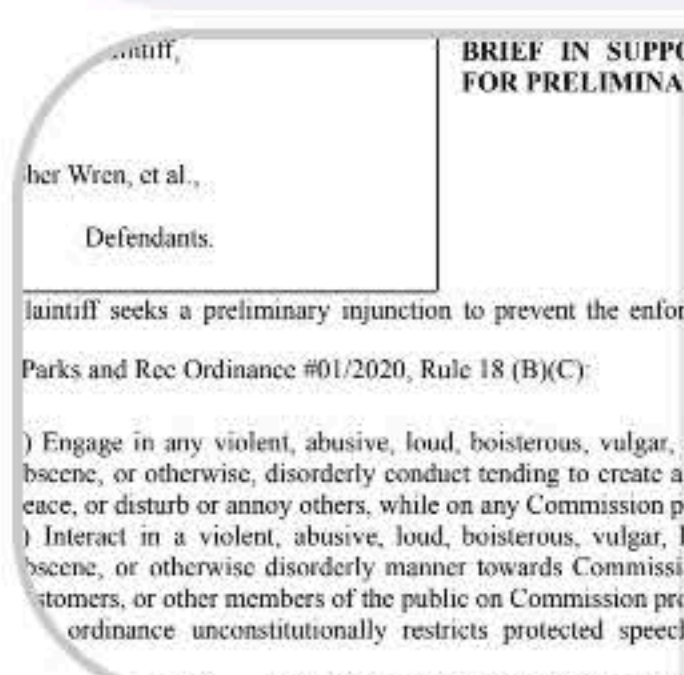 BRIEF IN SUPPO
FOR PRELIMINA
her Wren, et al.,
Defendants.
laintiff seeks a preliminary injunction to prevent the enfor
Parks and Rec Ordinance #01/2020, Rule 18 (B)(C):
) Engage in any violent, abusive, loud, boisterous, vulgar,
bscene, or otherwise, disorderly conduct tending to create a
eace, or disturb or annoy others, while on any Commission p
) Interact in a violent, abusive, loud, boisterous, vulgar, l
bscene, or otherwise disorderly manner towards Commissi
stomers, or other members of the public on Commission pro
ordinance unconstitutionally restricts protected speech